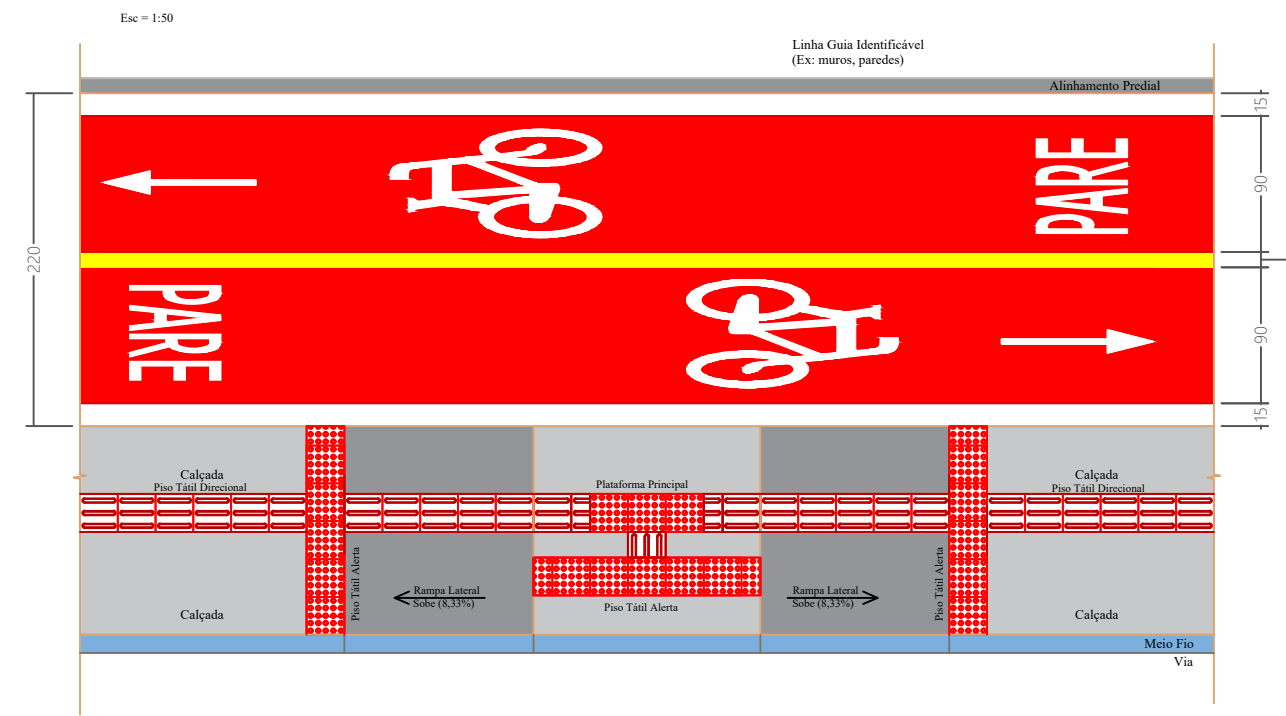 Esc = 1:50
Linha Guia Identificável
(Ex: muros, paredes)
Alinhamento Predial
15
PARE
90
220
PARE
90
15
Calçada
Piso Tátil Direcional
Plataforma Principal
Calçada
Piso Tátil Direcional
Piso Tátil Alerta
Rampa Lateral
Sobe (8,33%)
Piso Tátil Alerta
Rampa Lateral
Sobe (8,33%)
Piso Tátil Alerta
Calçada
Calçada
Meio Fio
Via